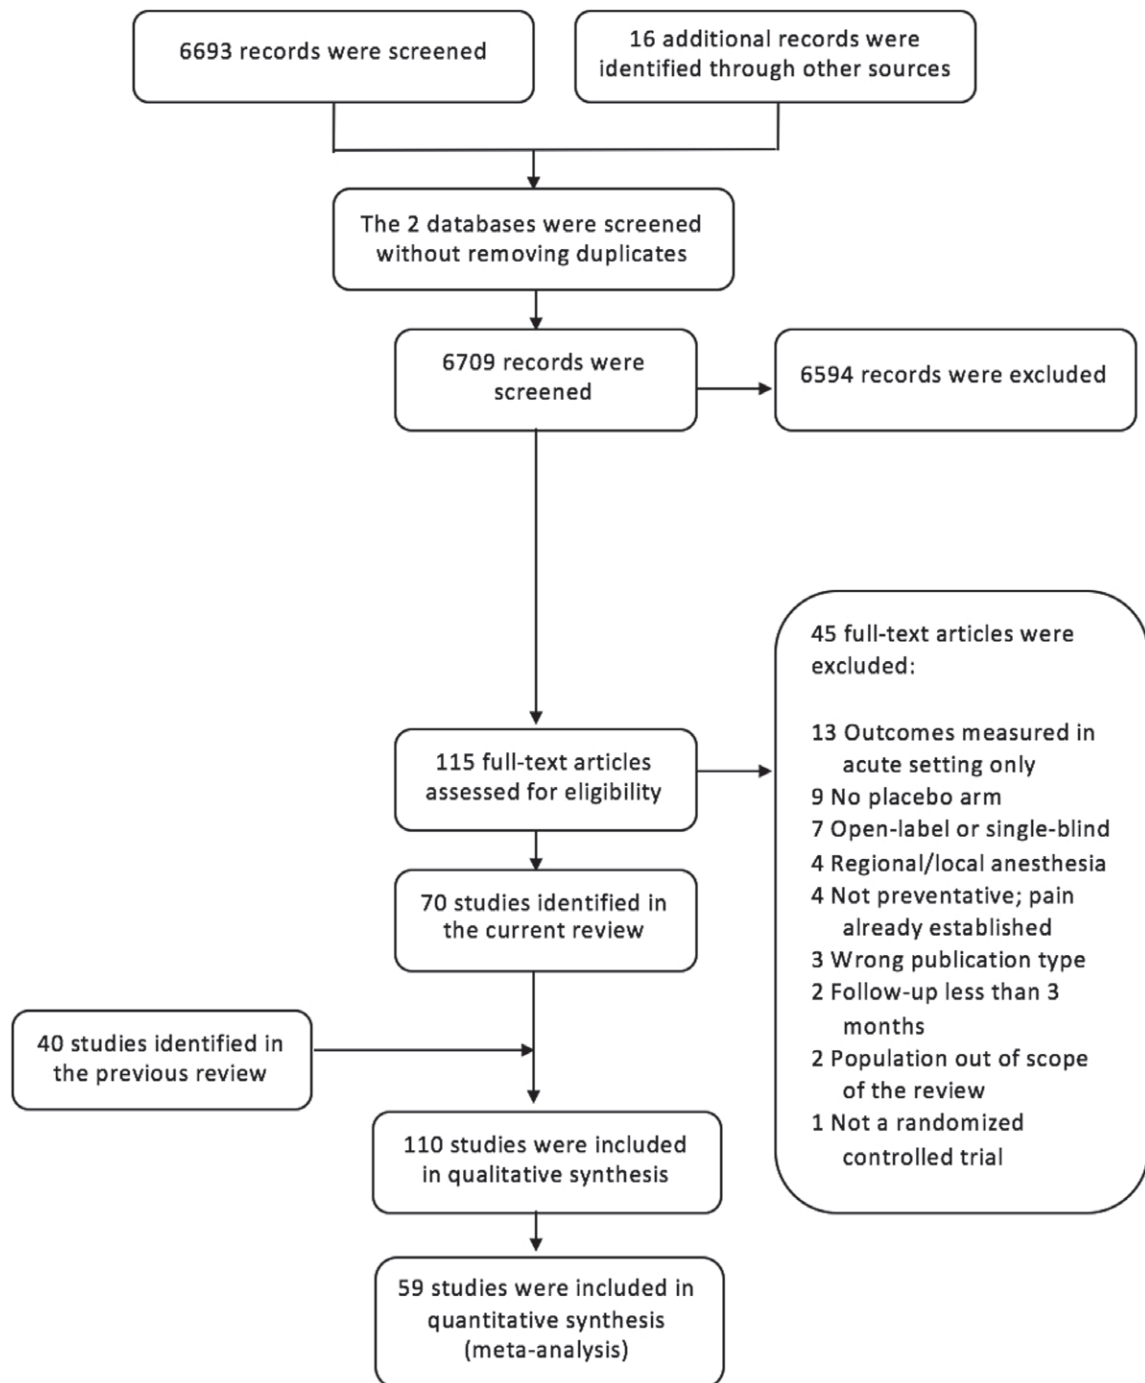 6693 records were screened
16 additional records were
identified through other sources
The 2 databases were screened
without removing duplicates
6709 records were
screened
6594 records were excluded
45 full-text articles were
excluded:
13 Outcomes measured in
acute setting only
9 No placebo arm
7 Open-label or single-blind
4 Regional/local anesthesia
4 Not preventative; pain
already established
3 Wrong publication type
2 Follow-up less than 3
months
2 Population out of scope
of the review
1 Not a randomized
controlled trial
115 full-text articles
assessed for eligibility
70 studies identified in
the current review
40 studies identified in
the previous review
110 studies were included
in qualitative synthesis
59 studies were included in
quantitative synthesis
(meta-analysis)